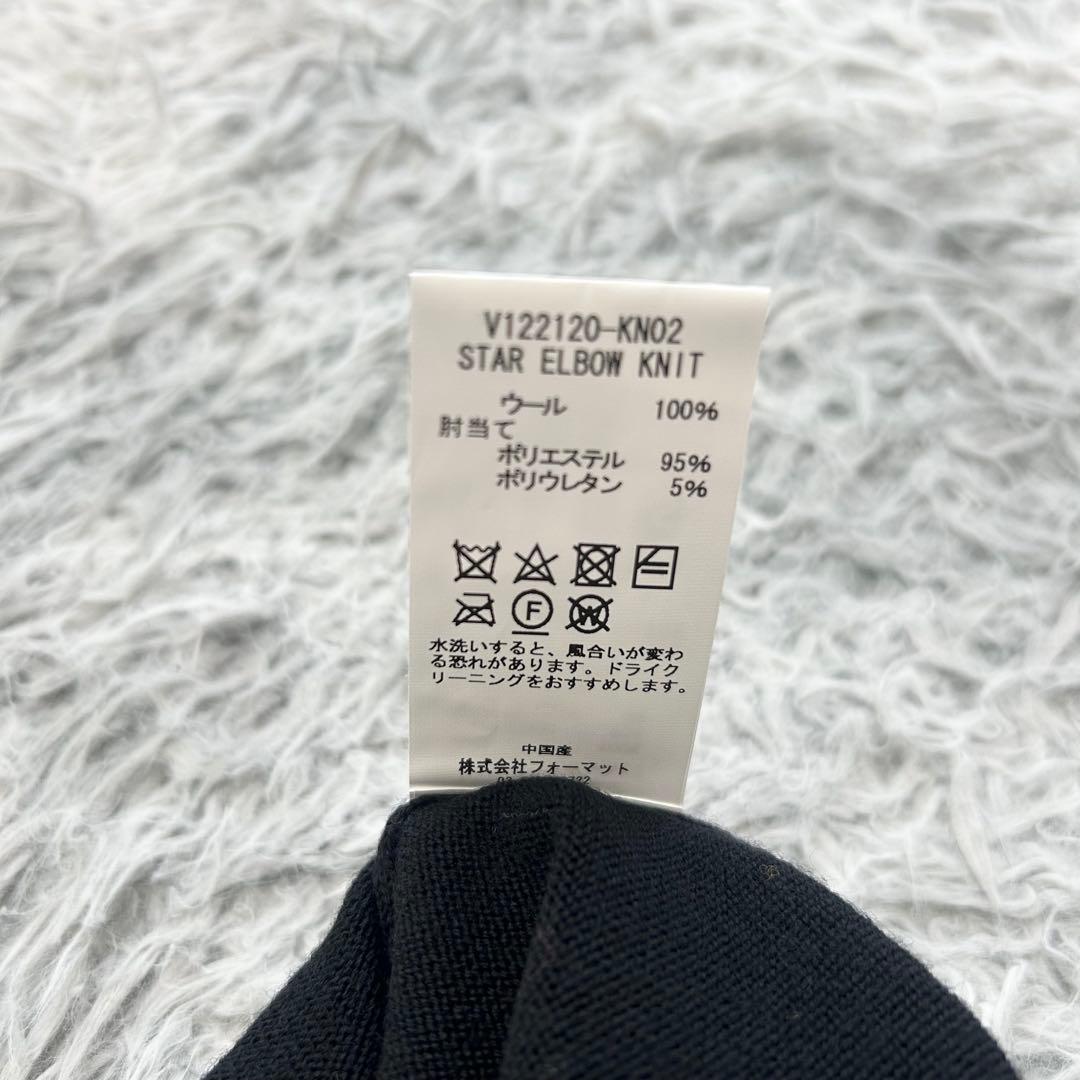 V122120-KN02
STAR ELBOW KNIT
ウール 100%
肘当て
ポリエステル 95%
ポリウレタン 5%
F
W
水洗いすると、風合いが変わ
る恐れがあります。ドライク
リーニングをおすすめします。
中国産
株式会社フォーマット